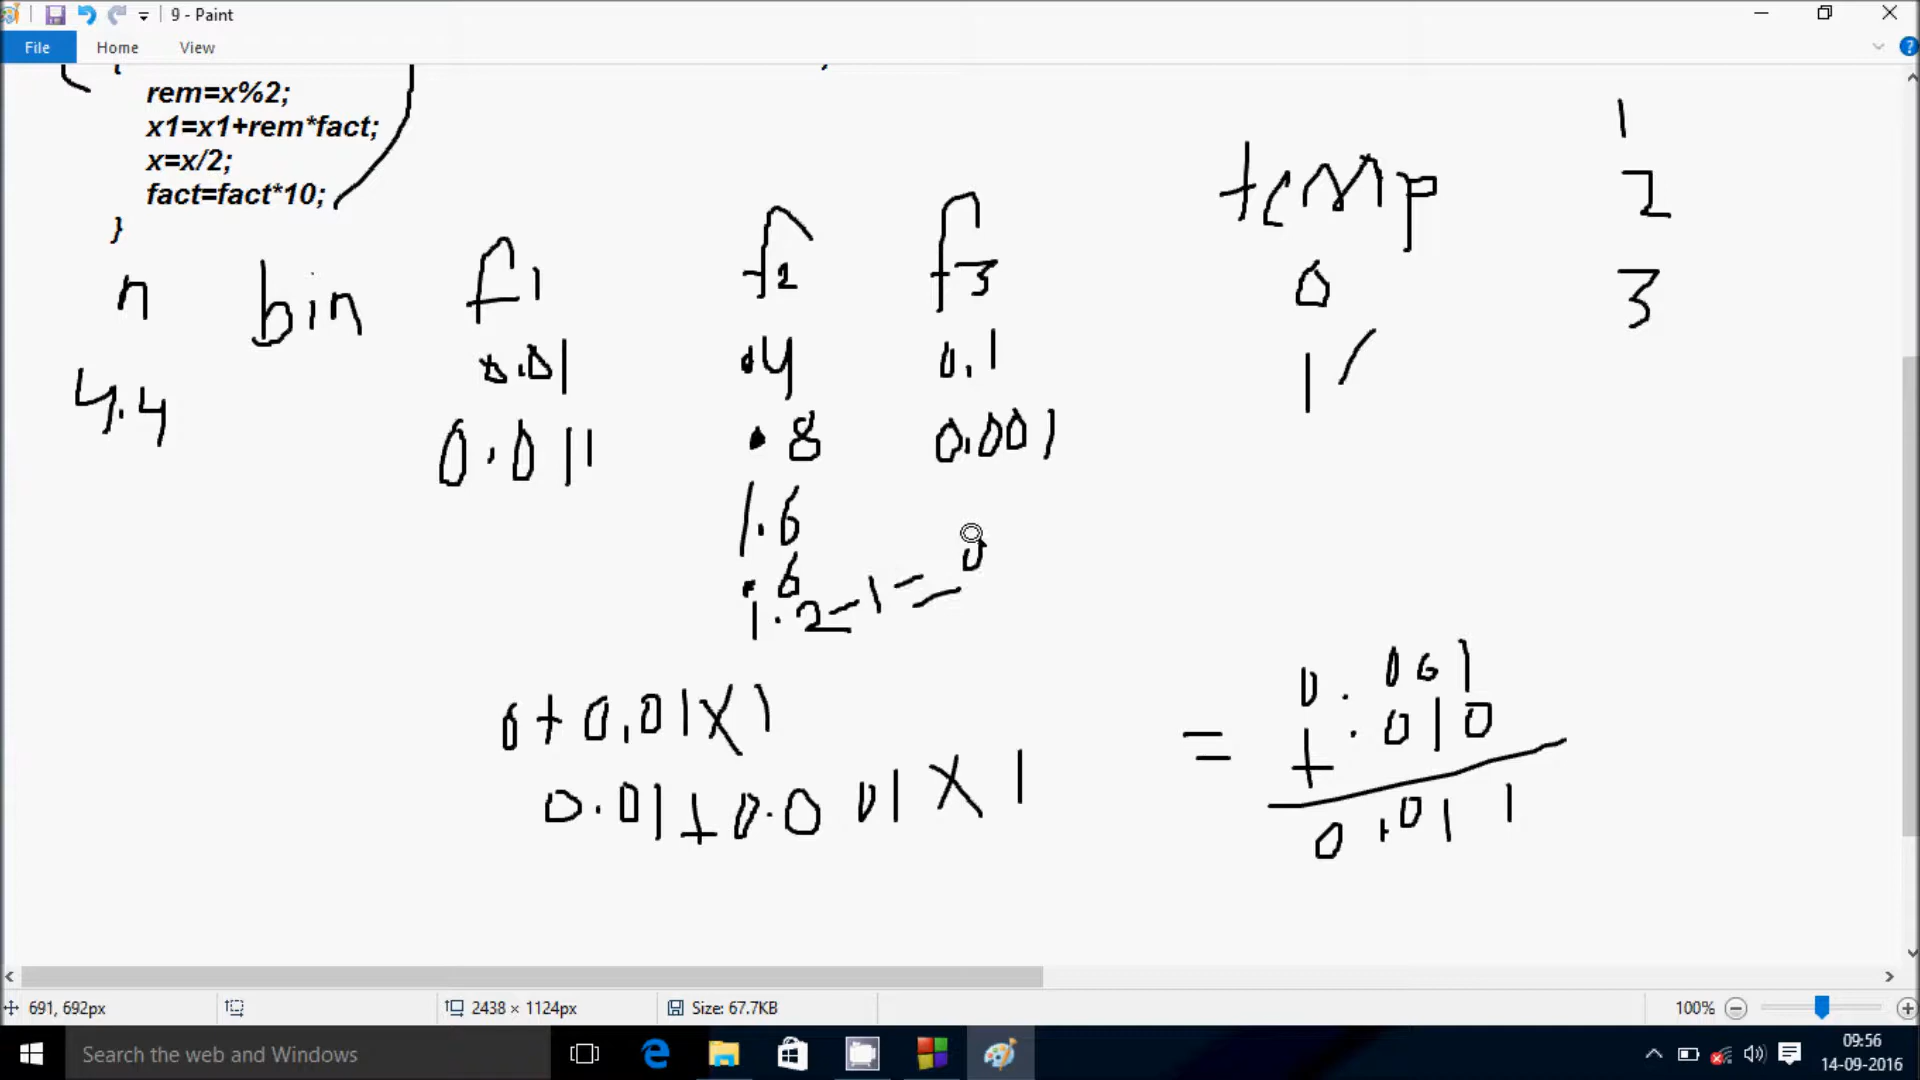 9 - Paint
File Home View
{
rem=x%2;
x1=x1+rem*fact;
x=x/2;
fact=fact*10;
}
n bin f1 f2 f3 temp 1
2
3
4.4 0.01 .4 0.1 0
0.011 .8 0.001 1
1.6
.6
1.2-1=0
0+0.01X1
0.01+0.001X1
= 0.001
+.010
0.011
691, 692px 2438 × 1124px Size: 67.7KB 100%
Search the web and Windows
09:56
14-09-2016